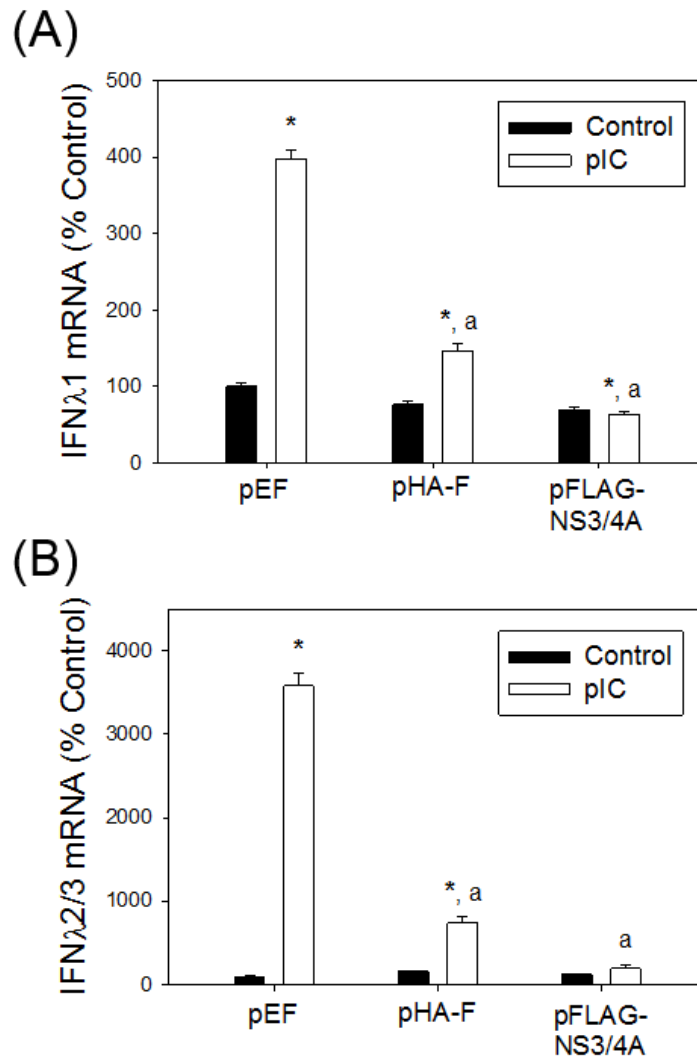 (A)
IFNλ1 mRNA (% Control)
500
400
300
200
100
0
Control
pIC
*
*, a
*, a
pEF
pHA-F
pFLAG-
NS3/4A
(B)
IFNλ2/3 mRNA (% Control)
4000
3000
2000
1000
0
Control
pIC
*
*, a
a
pEF
pHA-F
pFLAG-
NS3/4A